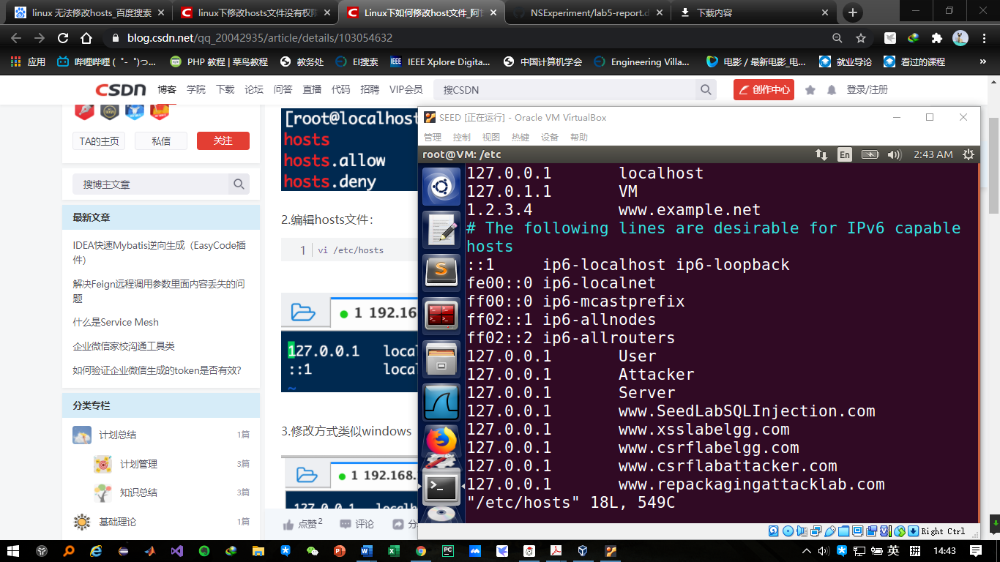 linux 无法修改hosts_百度搜索
linux下修改hosts文件没有权限
Linux下如何修改host文件_阿
NSExperiment/lab5-report.d
下载内容
blog.csdn.net/qq_20042935/article/details/103054632
应用
哔哩哔哩 (゜-゜)つ...
PHP 教程 | 菜鸟教程
教务处
EI搜索
IEEE Xplore Digita...
中国计算机学会
Engineering Villa...
电影 / 最新电影_电...
就业导论
看过的课程
»
CSDN 博客 学院 下载 论坛 问答 直播 代码 招聘 VIP会员 搜CSDN 创作中心 登录/注册
TA的主页 私信 关注
搜博主文章
最新文章
IDEA快速Mybatis逆向生成（EasyCode插
件）
解决Feign远程调用参数里面内容丢失的问
题
什么是Service Mesh
企业微信家校沟通工具类
如何验证企业微信生成的token是否有效?
分类专栏
计划总结 1篇
计划管理 3篇
知识总结 3篇
基础理论 1篇
[root@localhost
hosts
hosts.allow
hosts.deny
2.编辑hosts文件：
1 vi /etc/hosts
1 192.16
127.0.0.1 local
::1 local
~
3.修改方式类似windows
1 192.168.
127.0.0.1 localh
点赞2 评论 分
SEED [正在运行] - Oracle VM VirtualBox
管理 控制 视图 热键 设备 帮助
root@VM: /etc En 2:43 AM
127.0.0.1 localhost
127.0.1.1 VM
1.2.3.4 www.example.net
# The following lines are desirable for IPv6 capable
hosts
::1 ip6-localhost ip6-loopback
fe00::0 ip6-localnet
ff00::0 ip6-mcastprefix
ff02::1 ip6-allnodes
ff02::2 ip6-allrouters
127.0.0.1 User
127.0.0.1 Attacker
127.0.0.1 Server
127.0.0.1 www.SeedLabSQLInjection.com
127.0.0.1 www.xsslabelgg.com
127.0.0.1 www.csrflabelgg.com
127.0.0.1 www.csrflabattacker.com
127.0.0.1 www.repackagingattacklab.com
"/etc/hosts" 18L, 549C
Right Ctrl
英 拼 14:43